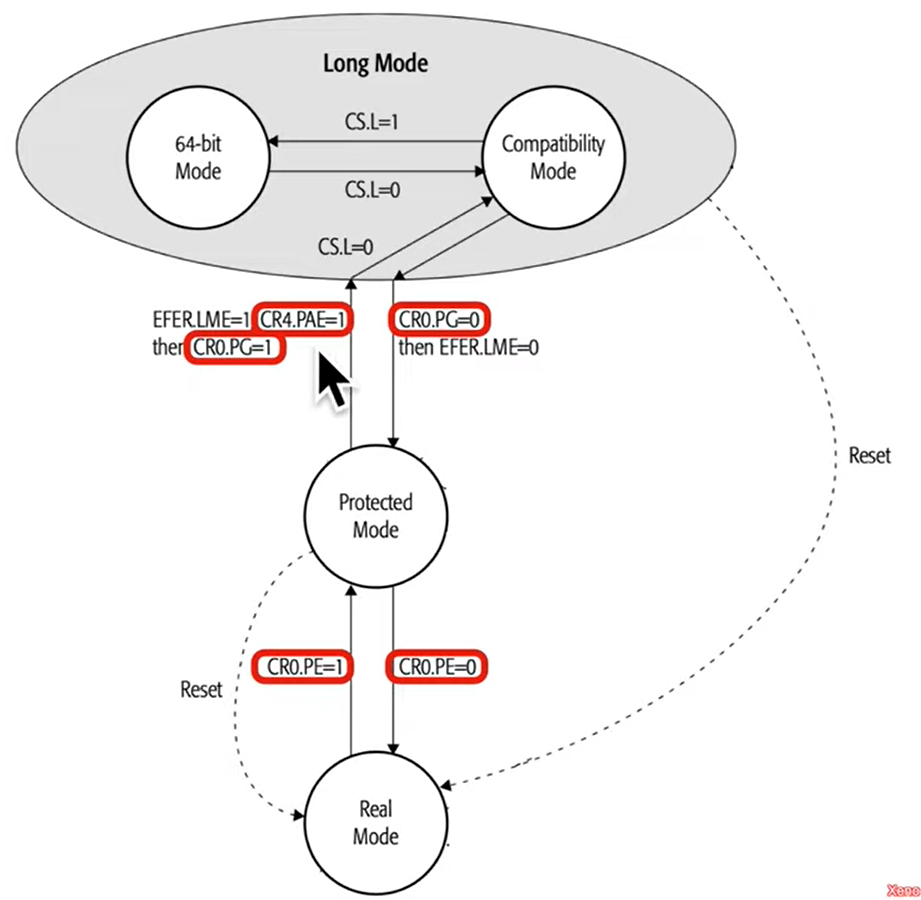 Long Mode
64-bit
Mode
CS.L=1
Compatibility
Mode
CS.L=0
CS.L=0
EFER.LME=1 CR4.PAE=1
then CR0.PG=1
CR0.PG=0
then EFER.LME=0
Reset
Protected
Mode
Reset
CR0.PE=1
CR0.PE=0
Real
Mode
Xeno